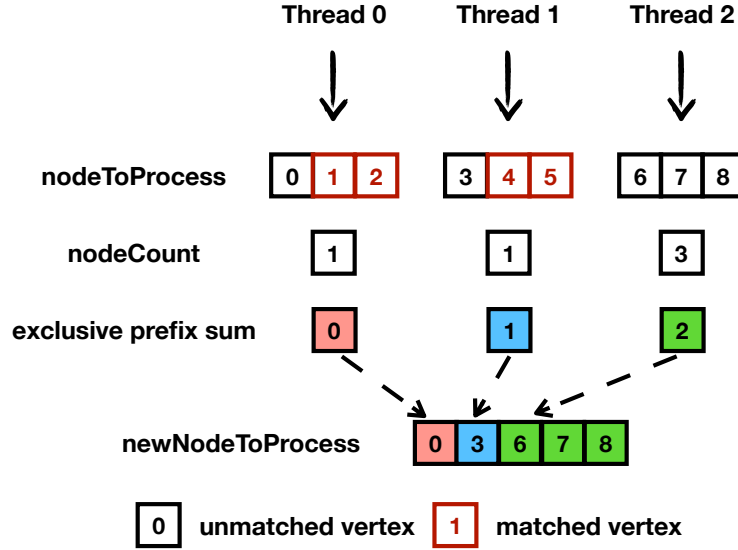 Thread 0 Thread 1 Thread 2
nodeToProcess 0 1 2 3 4 5 6 7 8
nodeCount 1 1 3
exclusive prefix sum 0 1 2
newNodeToProcess 0 3 6 7 8
0 unmatched vertex 1 matched vertex